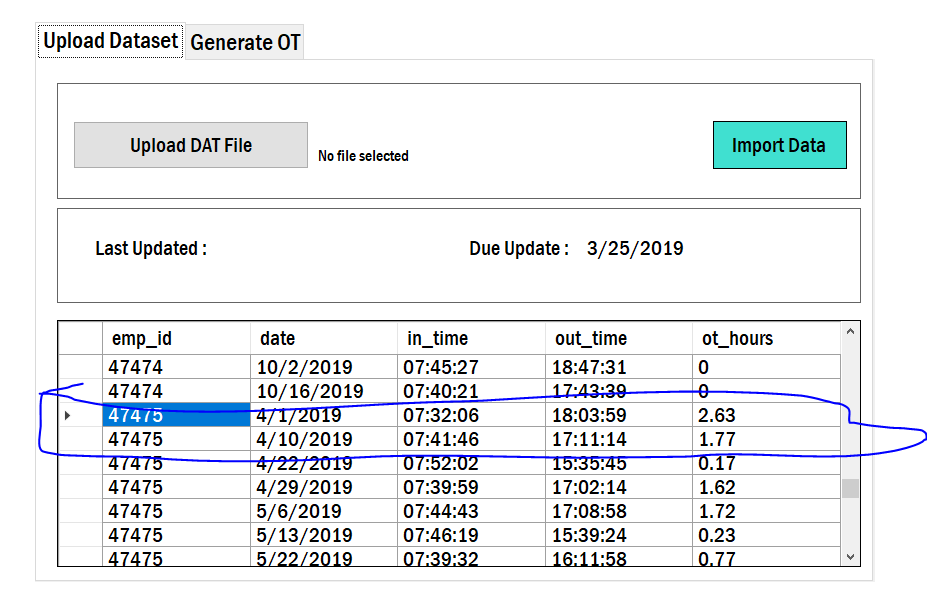 Upload Dataset Generate OT
Upload DAT File No file selected Import Data
Last Updated : Due Update : 3/25/2019
emp_id date in_time out_time ot_hours
47474 10/2/2019 07:45:27 18:47:31 0
47474 10/16/2019 07:40:21 17:43:39 0
47475 4/1/2019 07:32:06 18:03:59 2.63
47475 4/10/2019 07:41:46 17:11:14 1.77
47475 4/22/2019 07:52:02 15:35:45 0.17
47475 4/29/2019 07:39:59 17:02:14 1.62
47475 5/6/2019 07:44:43 17:08:58 1.72
47475 5/13/2019 07:46:19 15:39:24 0.23
47475 5/22/2019 07:39:32 16:11:58 0.77